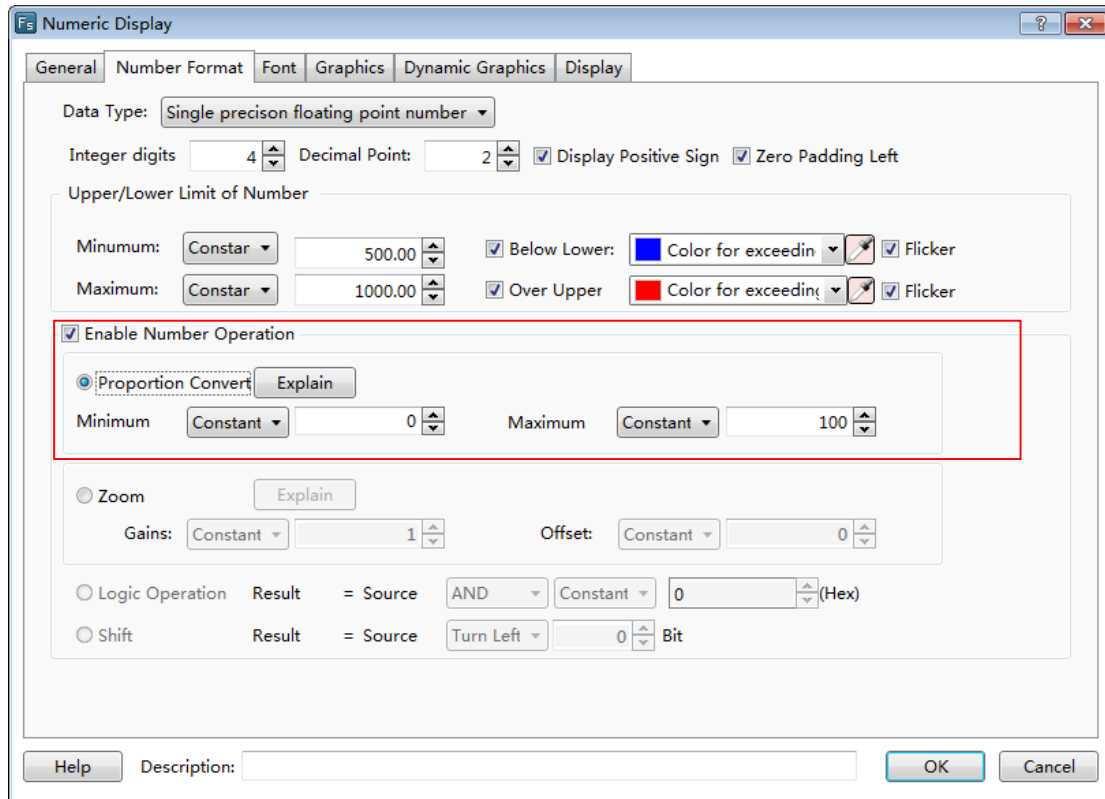 Fs Numeric Display
General Number Format Font Graphics Dynamic Graphics Display
Data Type: Single precison floating point number
Integer digits 4 Decimal Point: 2 Display Positive Sign Zero Padding Left
Upper/Lower Limit of Number
Minumum: Constar 500.00 Below Lower: Color for exceedin Flicker
Maximum: Constar 1000.00 Over Upper Color for exceeding Flicker
Enable Number Operation
Proportion Convert Explain
Minimum Constant 0 Maximum Constant 100
Zoom Explain
Gains: Constant 1 Offset: Constant 0
Logic Operation Result = Source AND Constant 0 (Hex)
Shift Result = Source Turn Left 0 Bit
Help Description: OK Cancel